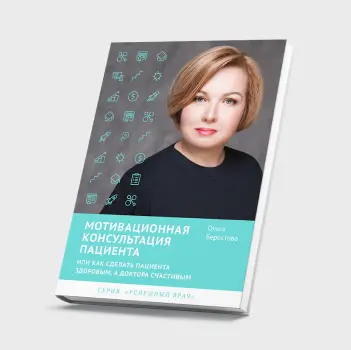 МОТИВАЦИОННАЯ
КОНСУЛЬТАЦИЯ
ПАЦИЕНТА
Ольга
Берестова
ИЛИ КАК СДЕЛАТЬ ПАЦИЕНТА
ЗДОРОВЫМ, А ДОКТОРА СЧАСТЛИВЫМ
СЕРИЯ: «УСПЕШНЫЙ ВРАЧ»